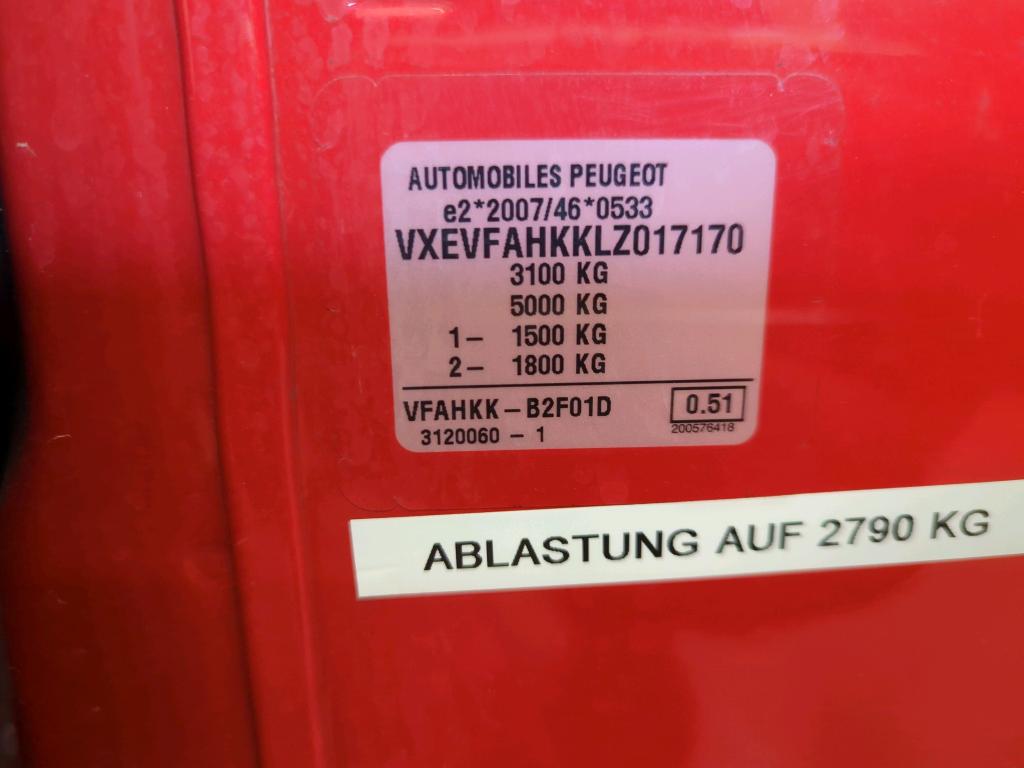 AUTOMOBILES PEUGEOT
e2*2007/46*0533
VXEVFAHKKLZ017170
3100 KG
5000 KG
1- 1500 KG
2- 1800 KG
VFAHKK-B2F01D 0.51
3120060-1 200576418
ABLASTUNG AUF 2790 KG